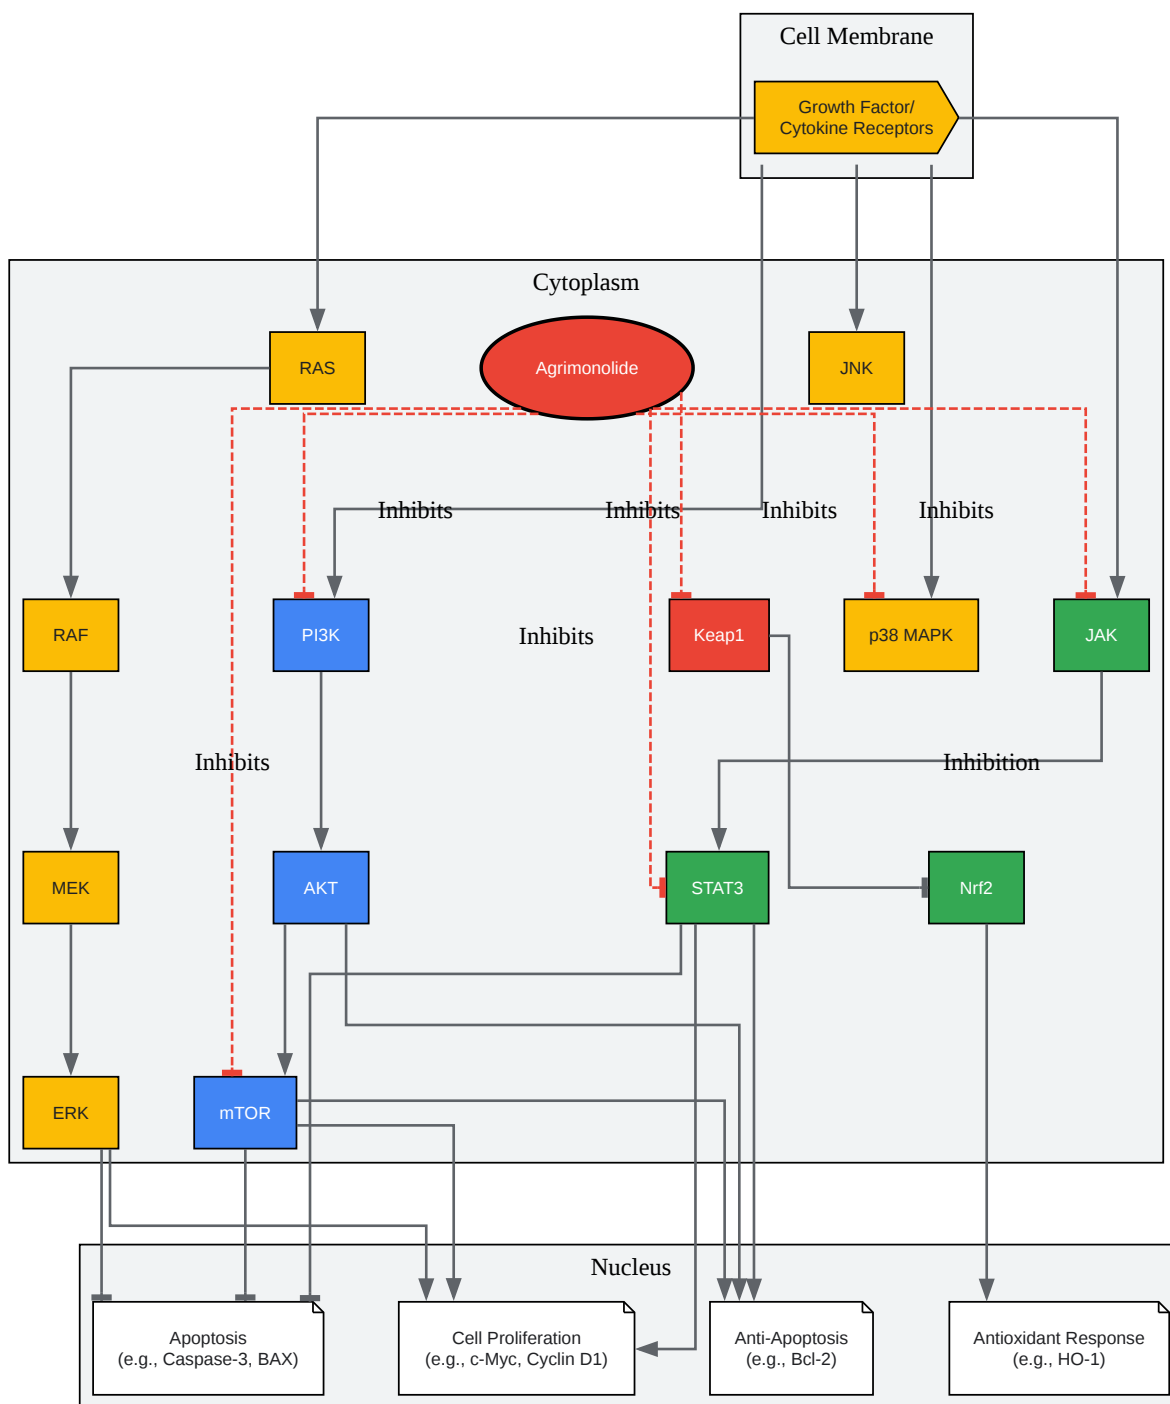 Cell Membrane
Growth Factor/
Cytokine Receptors
Cytoplasm
RAS
Agrimonolide
JNK
Inhibits
Inhibits
Inhibits
Inhibits
RAF
PI3K
Inhibits
Keap1
p38 MAPK
JAK
Inhibits
Inhibition
MEK
AKT
STAT3
Nrf2
ERK
mTOR
Nucleus
Apoptosis
(e.g., Caspase-3, BAX)
Cell Proliferation
(e.g., c-Myc, Cyclin D1)
Anti-Apoptosis
(e.g., Bcl-2)
Antioxidant Response
(e.g., HO-1)